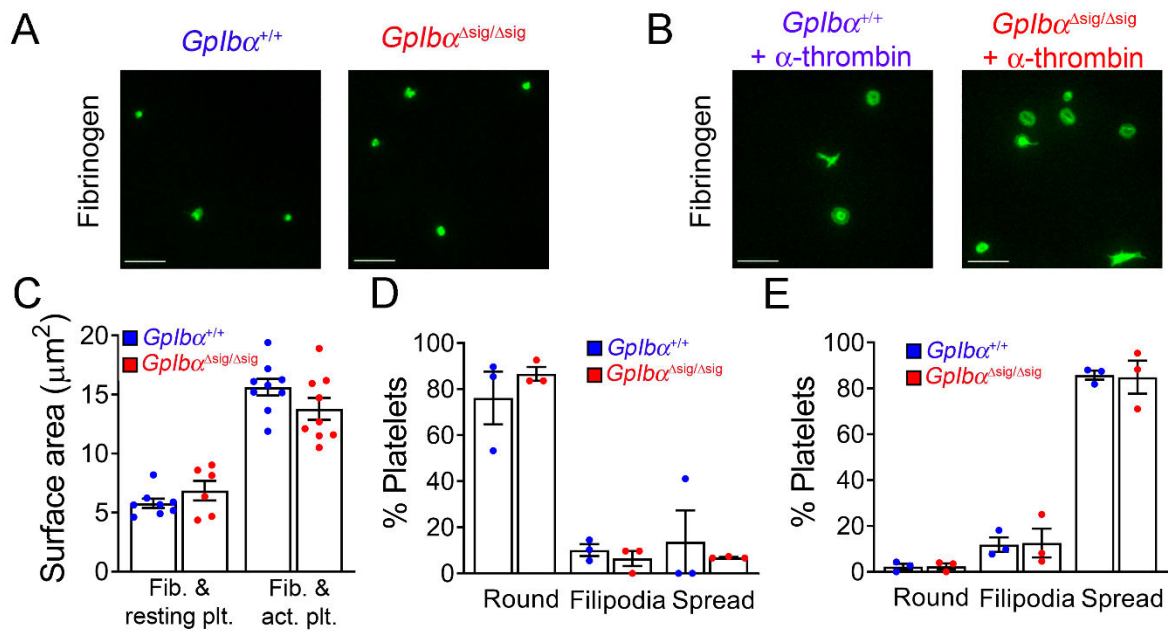 A
GpIbα+/+
GpIbαΔsig/Δsig
Fibrinogen
B
GpIbα+/+
+ α-thrombin
GpIbαΔsig/Δsig
+ α-thrombin
Fibrinogen
C
Surface area (μm2)
20
15
10
5
0
GpIbα+/+
GpIbαΔsig/Δsig
Fib. &
resting plt.
Fib. &
act. plt.
D
% Platelets
100
80
60
40
20
0
GpIbα+/+
GpIbαΔsig/Δsig
Round
Filipodia
Spread
E
% Platelets
100
80
60
40
20
0
GpIbα+/+
GpIbαΔsig/Δsig
Round
Filipodia
Spread